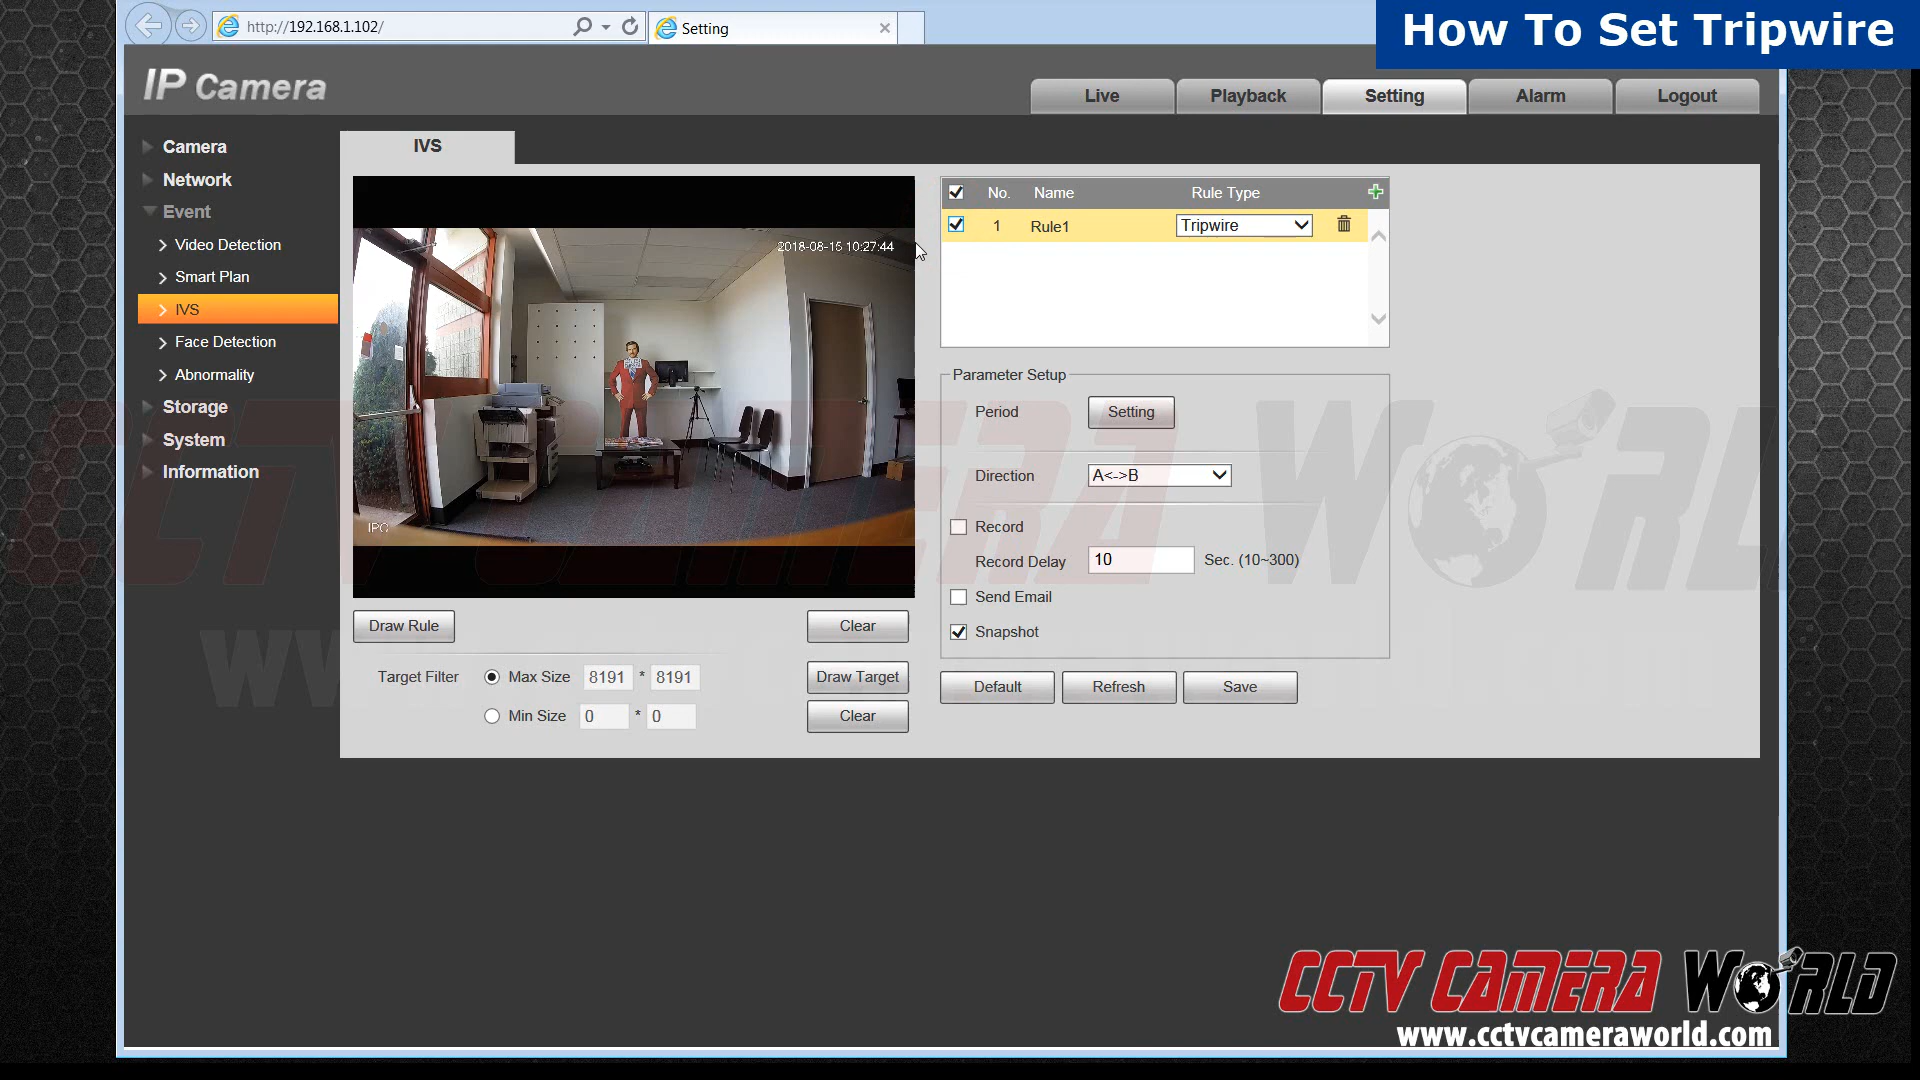 How To Set Tripwire
http://192.168.1.102/
Setting
IP Camera
Live
Playback
Setting
Alarm
Logout
Camera
Network
Event
Video Detection
Smart Plan
IVS
Face Detection
Abnormality
Storage
System
Information
IVS
2018-08-15 10:27:44
IPC
Draw Rule
Clear
Target Filter
Max Size 8191 * 8191
Draw Target
Min Size 0 * 0
Clear
No. Name Rule Type
1 Rule1 Tripwire
Parameter Setup
Period Setting
Direction A<->B
Record
Record Delay 10 Sec. (10~300)
Send Email
Snapshot
Default
Refresh
Save
CCTV CAMERA WORLD
CCTV CAMERA WORLD
www.cctvcameraworld.com